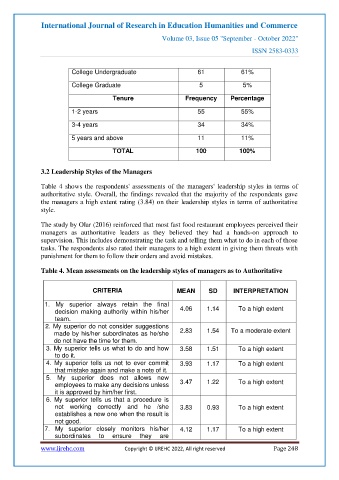 International Journal of Research in Education Humanities and Commerce
Volume 03, Issue 05 "September - October 2022"
ISSN 2583-0333
College Undergraduate 61 61%
College Graduate 5 5%
Tenure Frequency Percentage
1-2 years 55 55%
3-4 years 34 34%
5 years and above 11 11%
TOTAL 100 100%
3.2 Leadership Styles of the Managers
Table 4 shows the respondents' assessments of the managers' leadership styles in terms of
authoritative style. Overall, the findings revealed that the majority of the respondents gave
the managers a high extent rating (3.84) on their leadership styles in terms of authoritative
style.
The study by Olur (2016) reinforced that most fast food restaurant employees perceived their
managers as authoritative leaders as they believed they had a hands-on approach to
supervision. This includes demonstrating the task and telling them what to do in each of those
tasks. The respondents also rated their managers to a high extent in giving them threats with
punishment for them to follow their orders and avoid mistakes.
Table 4. Mean assessments on the leadership styles of managers as to Authoritative
CRITERIA MEAN SD INTERPRETATION
1. My superior always retain the final
decision making authority within his/her 4.06 1.14 To a high extent
team.
2. My superior do not consider suggestions
made by his/her subordinates as he/she 2.83 1.54 To a moderate extent
do not have the time for them.
3. My superior tells us what to do and how 3.58 1.51 To a high extent
to do it.
4. My superior tells us not to ever commit 3.93 1.17 To a high extent
that mistake again and make a note of it.
5. My superior does not allows new
employees to make any decisions unless 3.47 1.22 To a high extent
it is approved by him/her first.
6. My superior tells us that a procedure is
not working correctly and he /she 3.83 0.93 To a high extent
establishes a new one when the result is
not good.
7. My superior closely monitors his/her 4.12 1.17 To a high extent
subordinates to ensure they are
www.ijrehc.com Copyright © IJREHC 2022, All right reserved Page 248